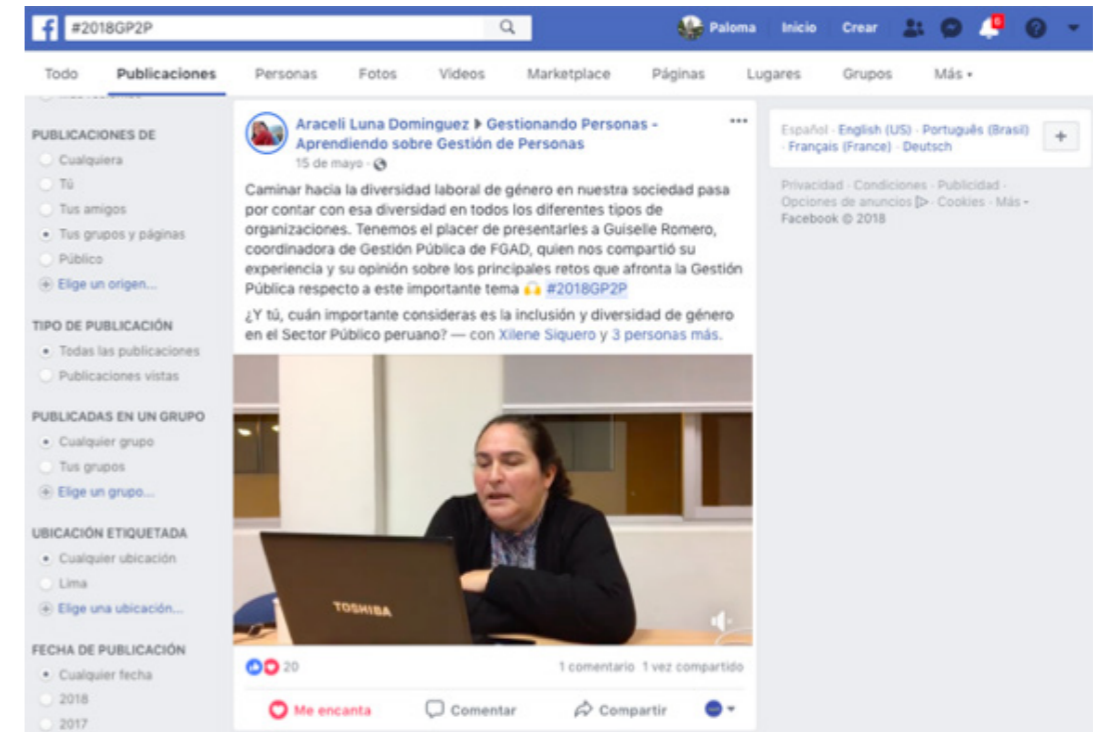 #2018GP2P
Paloma Inicio Crear
6
Todo Publicaciones Personas Fotos Videos Marketplace Páginas Lugares Grupos Más
PUBLICACIONES DE
Cualquiera
Tú
Tus amigos
Tus grupos y páginas
Público
Elige un origen...
TIPO DE PUBLICACIÓN
Todas las publicaciones
Publicaciones vistas
PUBLICADAS EN UN GRUPO
Cualquier grupo
Tus grupos
Elige un grupo...
UBICACIÓN ETIQUETADA
Cualquier ubicación
Lima
Elige una ubicación...
FECHA DE PUBLICACIÓN
Cualquier fecha
2018
2017
Araceli Luna Dominguez Gestionando Personas -
Aprendiendo sobre Gestión de Personas
15 de mayo ·
Caminar hacia la diversidad laboral de género en nuestra sociedad pasa
por contar con esa diversidad en todos los diferentes tipos de
organizaciones. Tenemos el placer de presentarles a Guiselle Romero,
coordinadora de Gestión Pública de FGAD, quien nos compartió su
experiencia y su opinión sobre los principales retos que afronta la Gestión
Pública respecto a este importante tema #2018GP2P
¿Y tú, cuán importante consideras es la inclusión y diversidad de género
en el Sector Público peruano? — con Xilene Siquero y 3 personas más.
TOSHIBA
20
1 comentario 1 vez compartido
Me encanta Comentar Compartir
Español · English (US) · Português (Brasil)
· Français (France) · Deutsch
Privacidad · Condiciones · Publicidad ·
Opciones de anuncios · Cookies · Más
Facebook © 2018